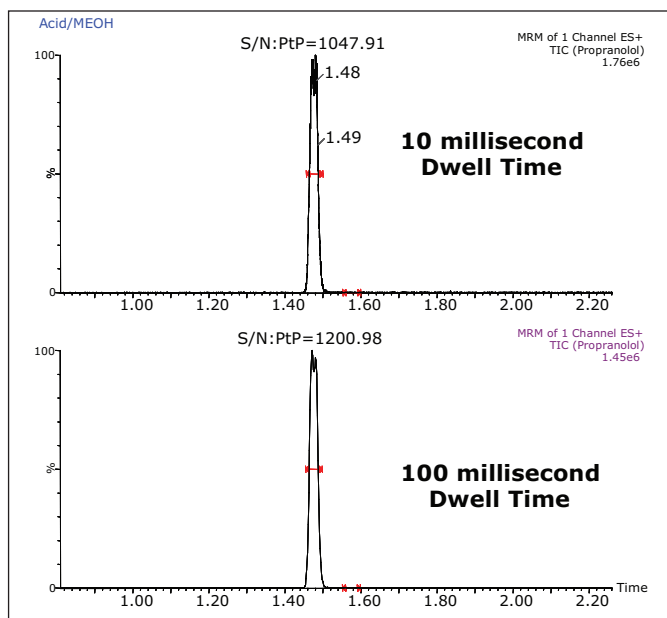 Acid/MEOH
S/N:PtP=1047.91
MRM of 1 Channel ES+
TIC (Propranolol)
1.76e6
100
1.48
1.49
10 millisecond
Dwell Time
%
0
1.00 1.20 1.40 1.60 1.80 2.00 2.20
S/N:PtP=1200.98
MRM of 1 Channel ES+
TIC (Propranolol)
1.45e6
100
100 millisecond
Dwell Time
%
0
Time
1.00 1.20 1.40 1.60 1.80 2.00 2.20